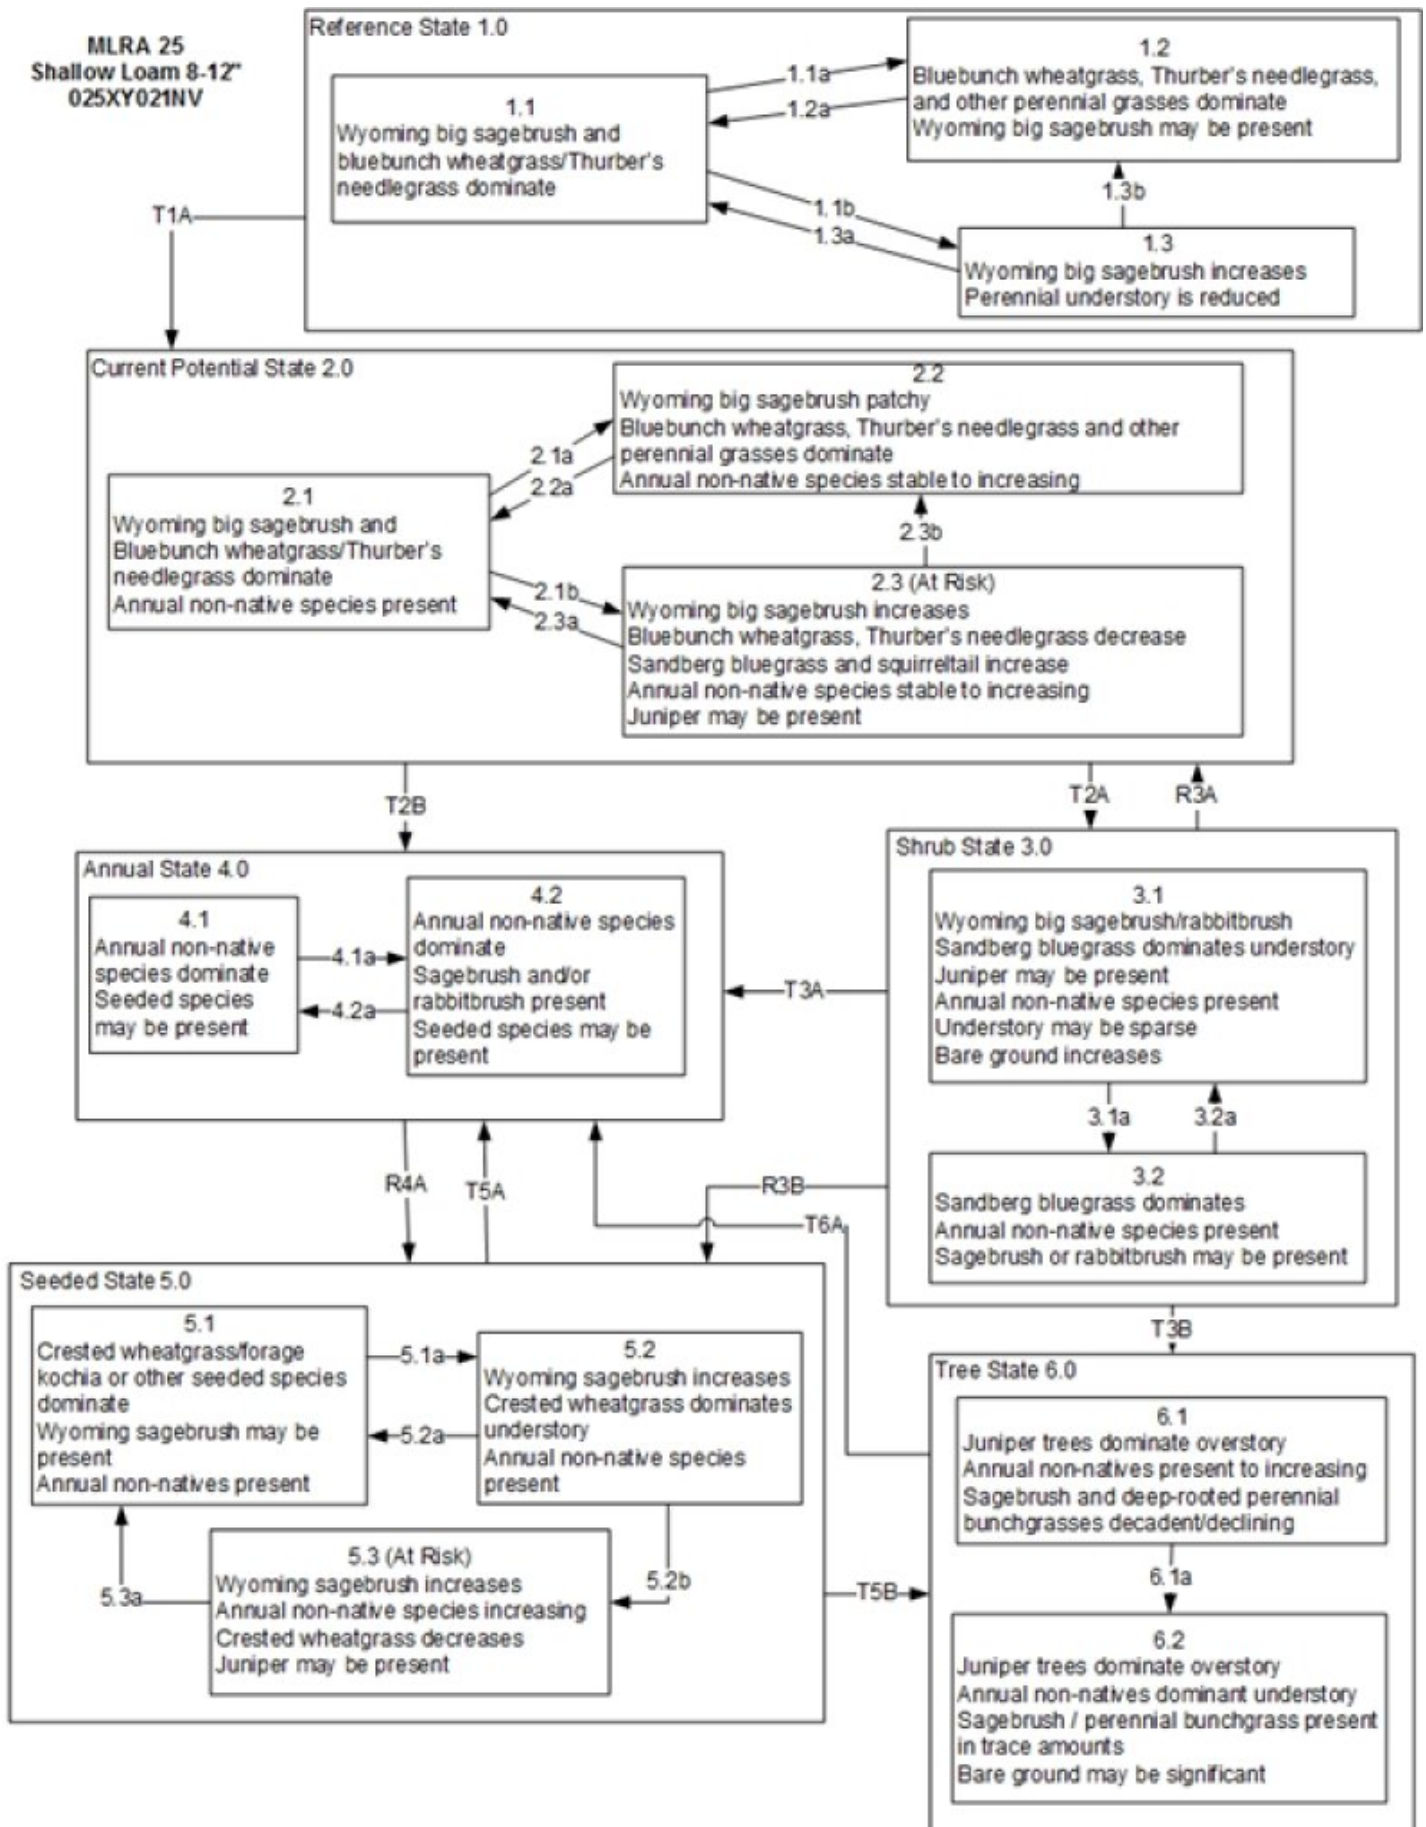 MLRA 25
Shallow Loam 8-12"
025XY021NV
Reference State 1.0
1.1
Wyoming big sagebrush and
bluebunch wheatgrass/Thurber's
needlegrass dominate
1.1a
1.2a
1.2
Bluebunch wheatgrass, Thurber's needlegrass,
and other perennial grasses dominate
Wyoming big sagebrush may be present
1.1b
1.3a
1.3b
1.3
Wyoming big sagebrush increases
Perennial understory is reduced
T1A
Current Potential State 2.0
2.1
Wyoming big sagebrush and
Bluebunch wheatgrass/Thurber's
needlegrass dominate
Annual non-native species present
2.1a
2.2a
2.2
Wyoming big sagebrush patchy
Bluebunch wheatgrass, Thurber's needlegrass and other
perennial grasses dominate
Annual non-native species stable to increasing
2.3b
2.1b
2.3a
2.3 (At Risk)
Wyoming big sagebrush increases
Bluebunch wheatgrass, Thurber's needlegrass decrease
Sandberg bluegrass and squirreltail increase
Annual non-native species stable to increasing
Juniper may be present
T2B
T2A
R3A
Annual State 4.0
4.1
Annual non-native
species dominate
Seeded species
may be present
4.1a
4.2a
4.2
Annual non-native species
dominate
Sagebrush and/or
rabbitbrush present
Seeded species may be
present
T3A
Shrub State 3.0
3.1
Wyoming big sagebrush/rabbitbrush
Sandberg bluegrass dominates understory
Juniper may be present
Annual non-native species present
Understory may be sparse
Bare ground increases
3.1a
3.2a
3.2
Sandberg bluegrass dominates
Annual non-native species present
Sagebrush or rabbitbrush may be present
R4A
T5A
R3B
T6A
T3B
Seeded State 5.0
5.1
Crested wheatgrass/forage
kochia or other seeded species
dominate
Wyoming sagebrush may be
present
Annual non-natives present
5.1a
5.2a
5.2
Wyoming sagebrush increases
Crested wheatgrass dominates
understory
Annual non-native species
present
5.3a
5.2b
5.3 (At Risk)
Wyoming sagebrush increases
Annual non-native species increasing
Crested wheatgrass decreases
Juniper may be present
T5B
Tree State 6.0
6.1
Juniper trees dominate overstory
Annual non-natives present to increasing
Sagebrush and deep-rooted perennial
bunchgrasses decadent/declining
6.1a
6.2
Juniper trees dominate overstory
Annual non-natives dominant understory
Sagebrush / perennial bunchgrass present
in trace amounts
Bare ground may be significant